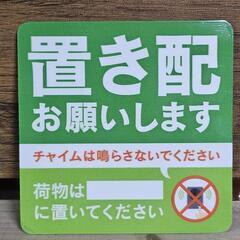 置き配
お願いします
チャイムは鳴らさないでください
荷物は
に置いてください